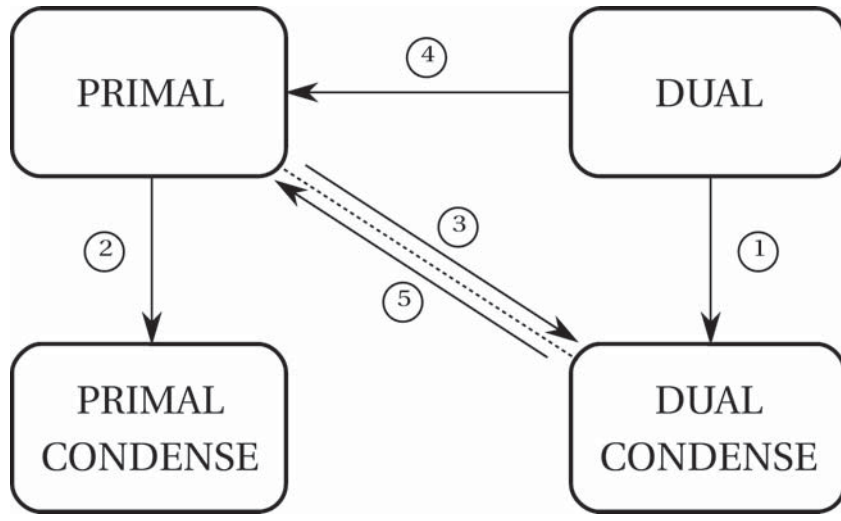 ④
PRIMAL
DUAL
③
②
①
⑤
PRIMAL
CONDENSE
DUAL
CONDENSE